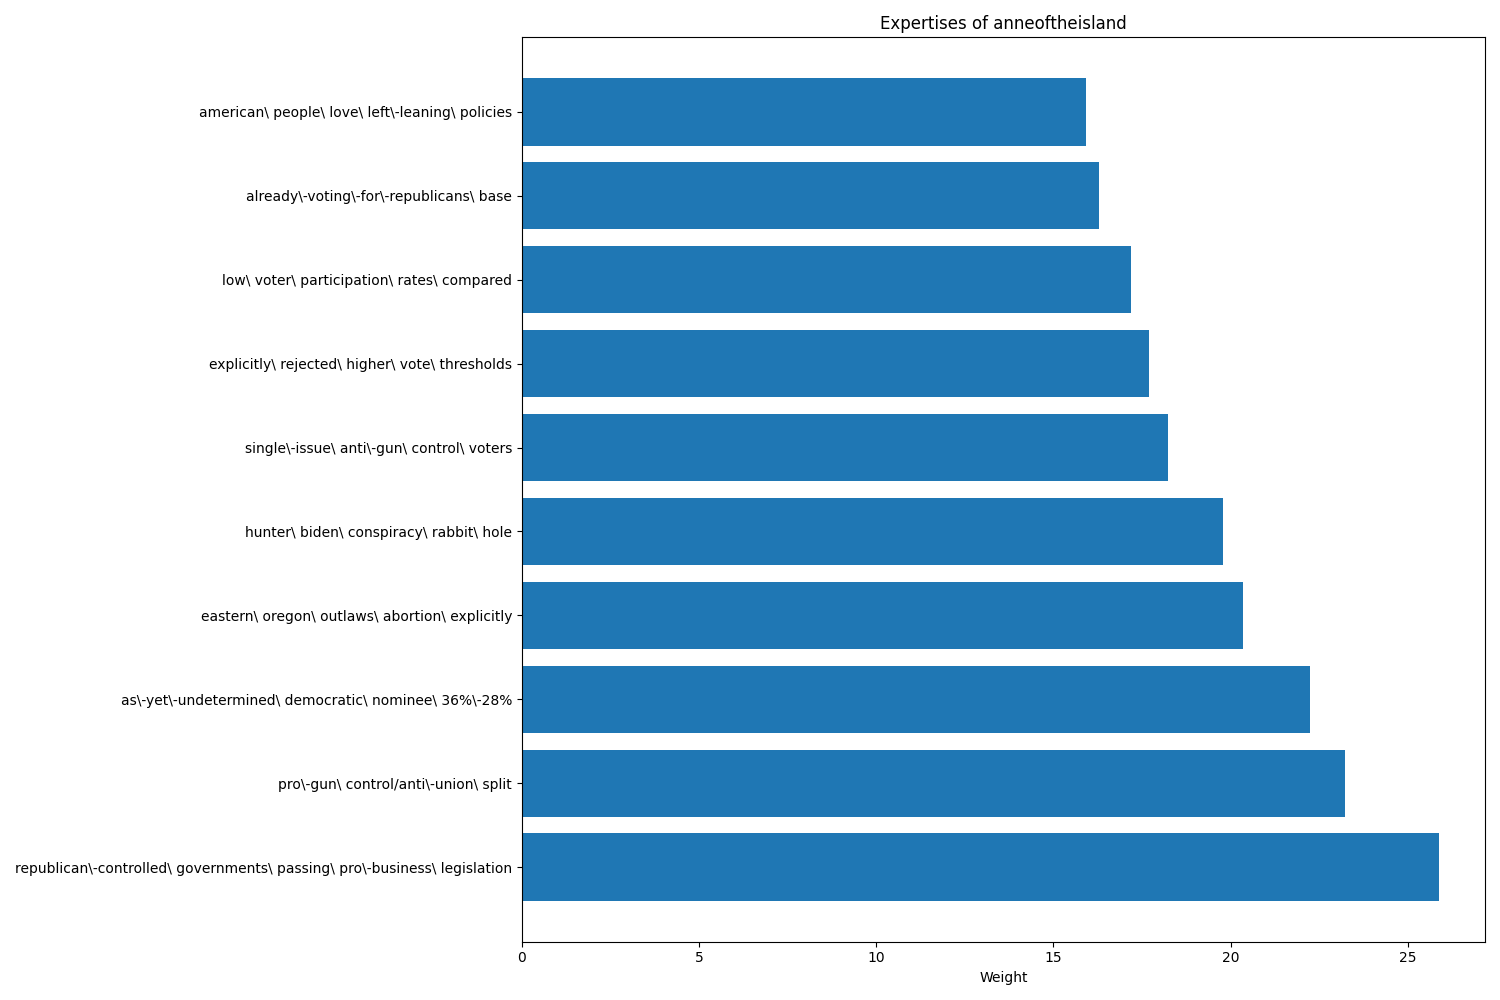 Expertises of anneoftheisland
american\ people\ love\ left\-leaning\ policies
already\-voting\-for\-republicans\ base
low\ voter\ participation\ rates\ compared
explicitly\ rejected\ higher\ vote\ thresholds
single\-issue\ anti\-gun\ control\ voters
hunter\ biden\ conspiracy\ rabbit\ hole
eastern\ oregon\ outlaws\ abortion\ explicitly
as\-yet\-undetermined\ democratic\ nominee\ 36%\-28%
pro\-gun\ control/anti\-union\ split
republican\-controlled\ governments\ passing\ pro\-business\ legislation
0 5 10 15 20 25
Weight